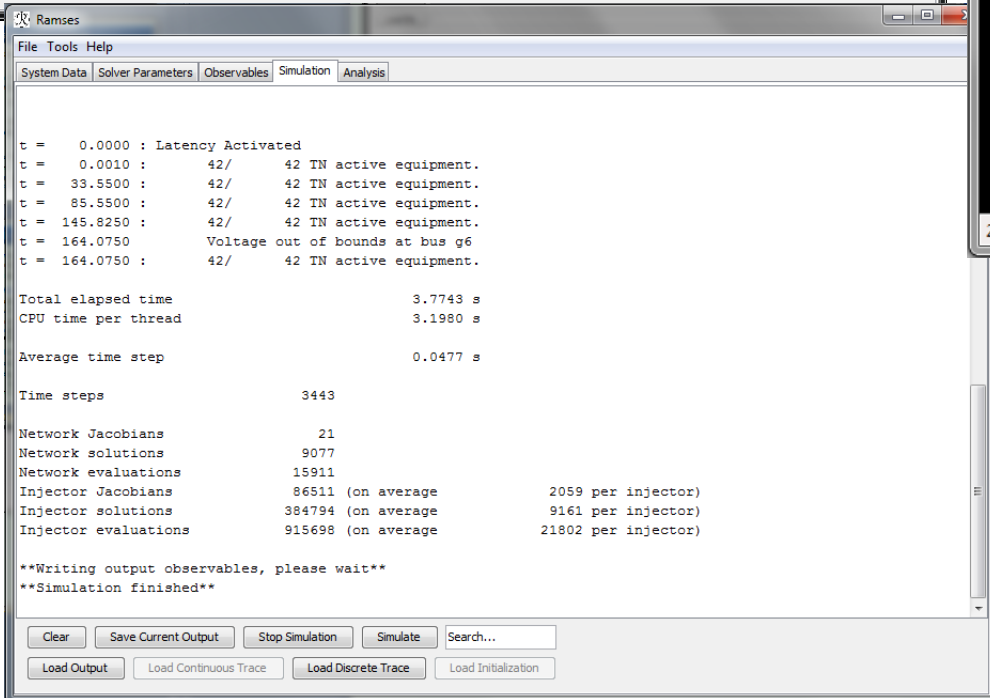 Ramses
File Tools Help
System Data Solver Parameters Observables Simulation Analysis
t = 0.0000 : Latency Activated
t = 0.0010 : 42/ 42 TN active equipment.
t = 33.5500 : 42/ 42 TN active equipment.
t = 85.5500 : 42/ 42 TN active equipment.
t = 145.8250 : 42/ 42 TN active equipment.
t = 164.0750 Voltage out of bounds at bus g6
t = 164.0750 : 42/ 42 TN active equipment.
Total elapsed time 3.7743 s
CPU time per thread 3.1980 s
Average time step 0.0477 s
Time steps 3443
Network Jacobians 21
Network solutions 9077
Network evaluations 15911
Injector Jacobians 86511 (on average 2059 per injector)
Injector solutions 384794 (on average 9161 per injector)
Injector evaluations 915698 (on average 21802 per injector)
**Writing output observables, please wait**
**Simulation finished**
Clear Save Current Output Stop Simulation Simulate Search...
Load Output Load Continuous Trace Load Discrete Trace Load Initialization